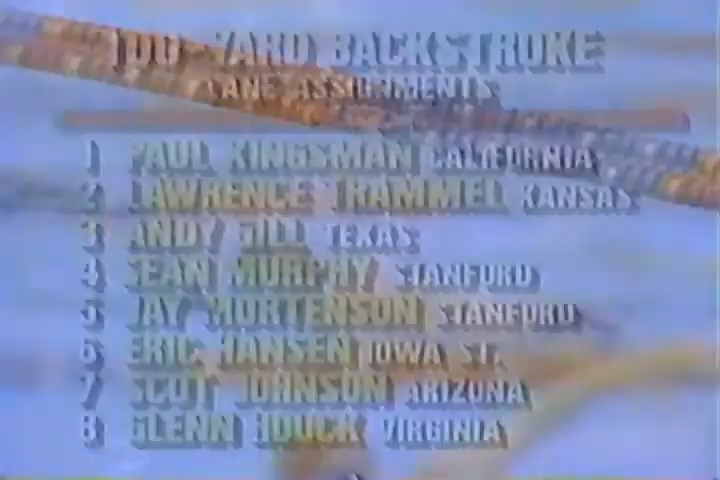 100-YARD BACKSTROKE
LANE ASSIGNMENTS
1 PAUL KINGSMAN CALIFORNIA
2 LAWRENCE TRAMMEL KANSAS
3 ANDY GILL TEXAS
4 SEAN MURPHY STANFORD
5 JAY MORTENSON STANFORD
6 ERIC HANSEN IOWA ST.
7 SCOT JOHNSON ARIZONA
8 GLENN HOUCK VIRGINIA